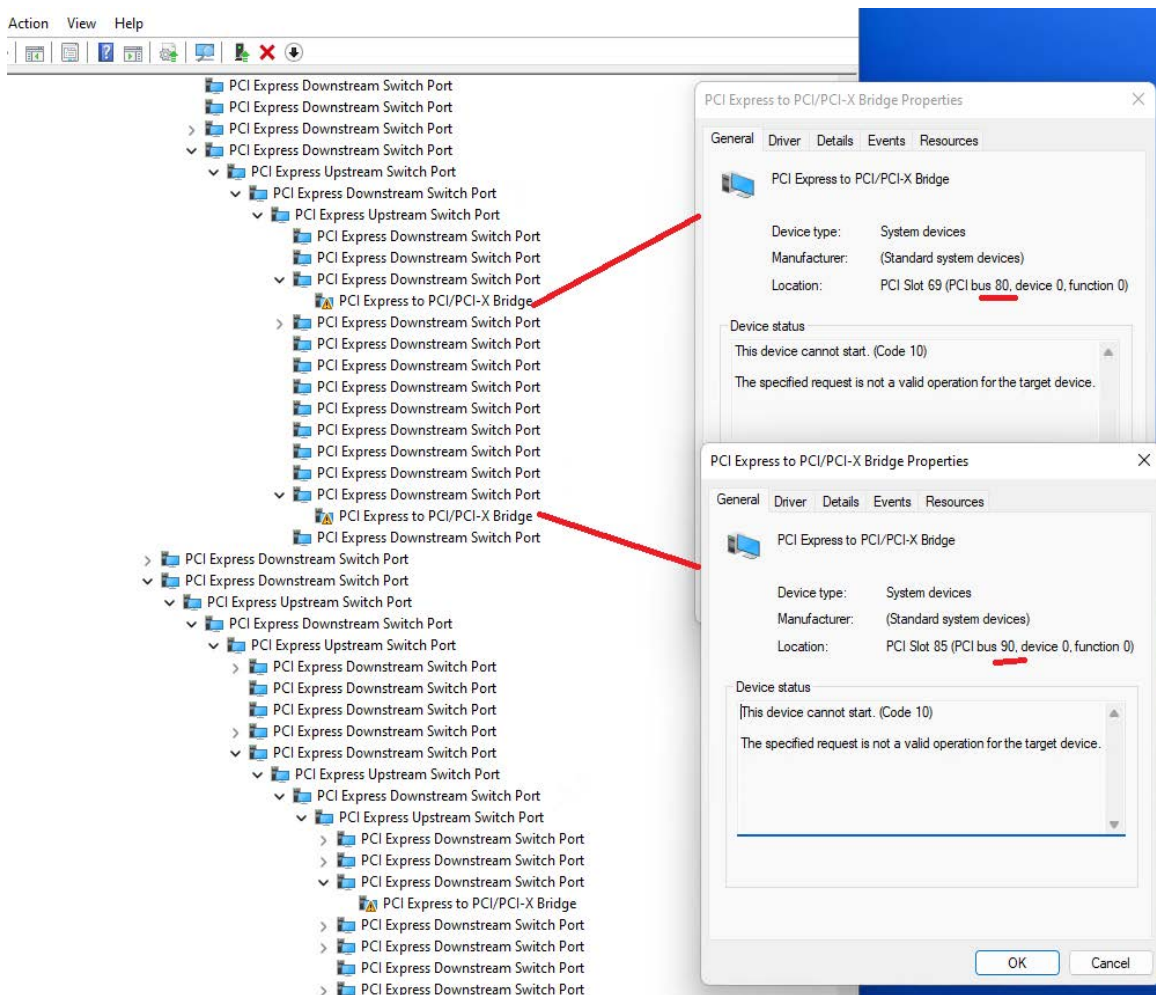 Action View Help
PCI Express Downstream Switch Port
PCI Express Downstream Switch Port
PCI Express Downstream Switch Port
PCI Express Downstream Switch Port
PCI Express Upstream Switch Port
PCI Express Downstream Switch Port
PCI Express Upstream Switch Port
PCI Express Downstream Switch Port
PCI Express Downstream Switch Port
PCI Express Downstream Switch Port
PCI Express to PCI/PCI-X Bridge
PCI Express Downstream Switch Port
PCI Express Downstream Switch Port
PCI Express Downstream Switch Port
PCI Express Downstream Switch Port
PCI Express Downstream Switch Port
PCI Express Downstream Switch Port
PCI Express Downstream Switch Port
PCI Express Downstream Switch Port
PCI Express Downstream Switch Port
PCI Express to PCI/PCI-X Bridge
PCI Express Downstream Switch Port
PCI Express Downstream Switch Port
PCI Express Downstream Switch Port
PCI Express Upstream Switch Port
PCI Express Downstream Switch Port
PCI Express Upstream Switch Port
PCI Express Downstream Switch Port
PCI Express Downstream Switch Port
PCI Express Downstream Switch Port
PCI Express Downstream Switch Port
PCI Express Downstream Switch Port
PCI Express Upstream Switch Port
PCI Express Downstream Switch Port
PCI Express Upstream Switch Port
PCI Express Downstream Switch Port
PCI Express Downstream Switch Port
PCI Express Downstream Switch Port
PCI Express to PCI/PCI-X Bridge
PCI Express Downstream Switch Port
PCI Express Downstream Switch Port
PCI Express Downstream Switch Port
PCI Express Downstream Switch Port
PCI Express to PCI/PCI-X Bridge Properties
General Driver Details Events Resources
PCI Express to PCI/PCI-X Bridge
Device type: System devices
Manufacturer: (Standard system devices)
Location: PCI Slot 69 (PCI bus 80, device 0, function 0)
Device status
This device cannot start. (Code 10)
The specified request is not a valid operation for the target device.
PCI Express to PCI/PCI-X Bridge Properties
General Driver Details Events Resources
PCI Express to PCI/PCI-X Bridge
Device type: System devices
Manufacturer: (Standard system devices)
Location: PCI Slot 85 (PCI bus 90, device 0, function 0)
Device status
This device cannot start. (Code 10)
The specified request is not a valid operation for the target device.
OK Cancel